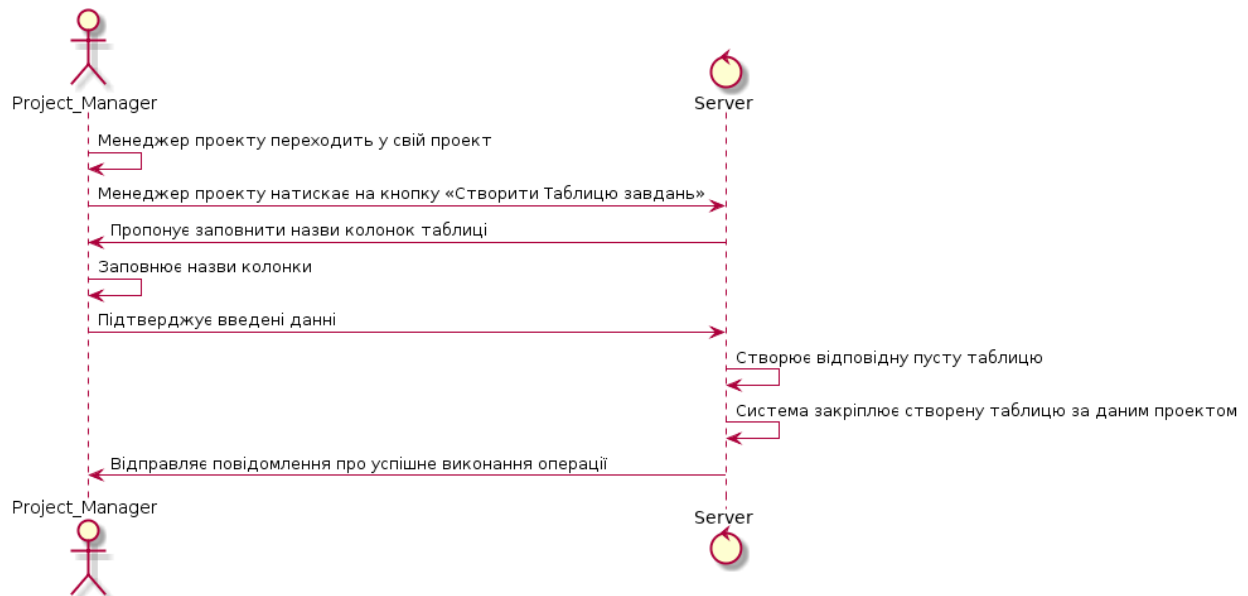 Project_Manager
Server
Менеджер проекту переходить у свій проект
Менеджер проекту натискає на кнопку «Створити Таблицю завдань»
Пропонує заповнити назви колонок таблиці
Заповнює назви колонки
Підтверджує введені данні
Створює відповідну пусту таблицю
Система закріплює створену таблицю за даним проектом
Відправляє повідомлення про успішне виконання операції
Project_Manager
Server